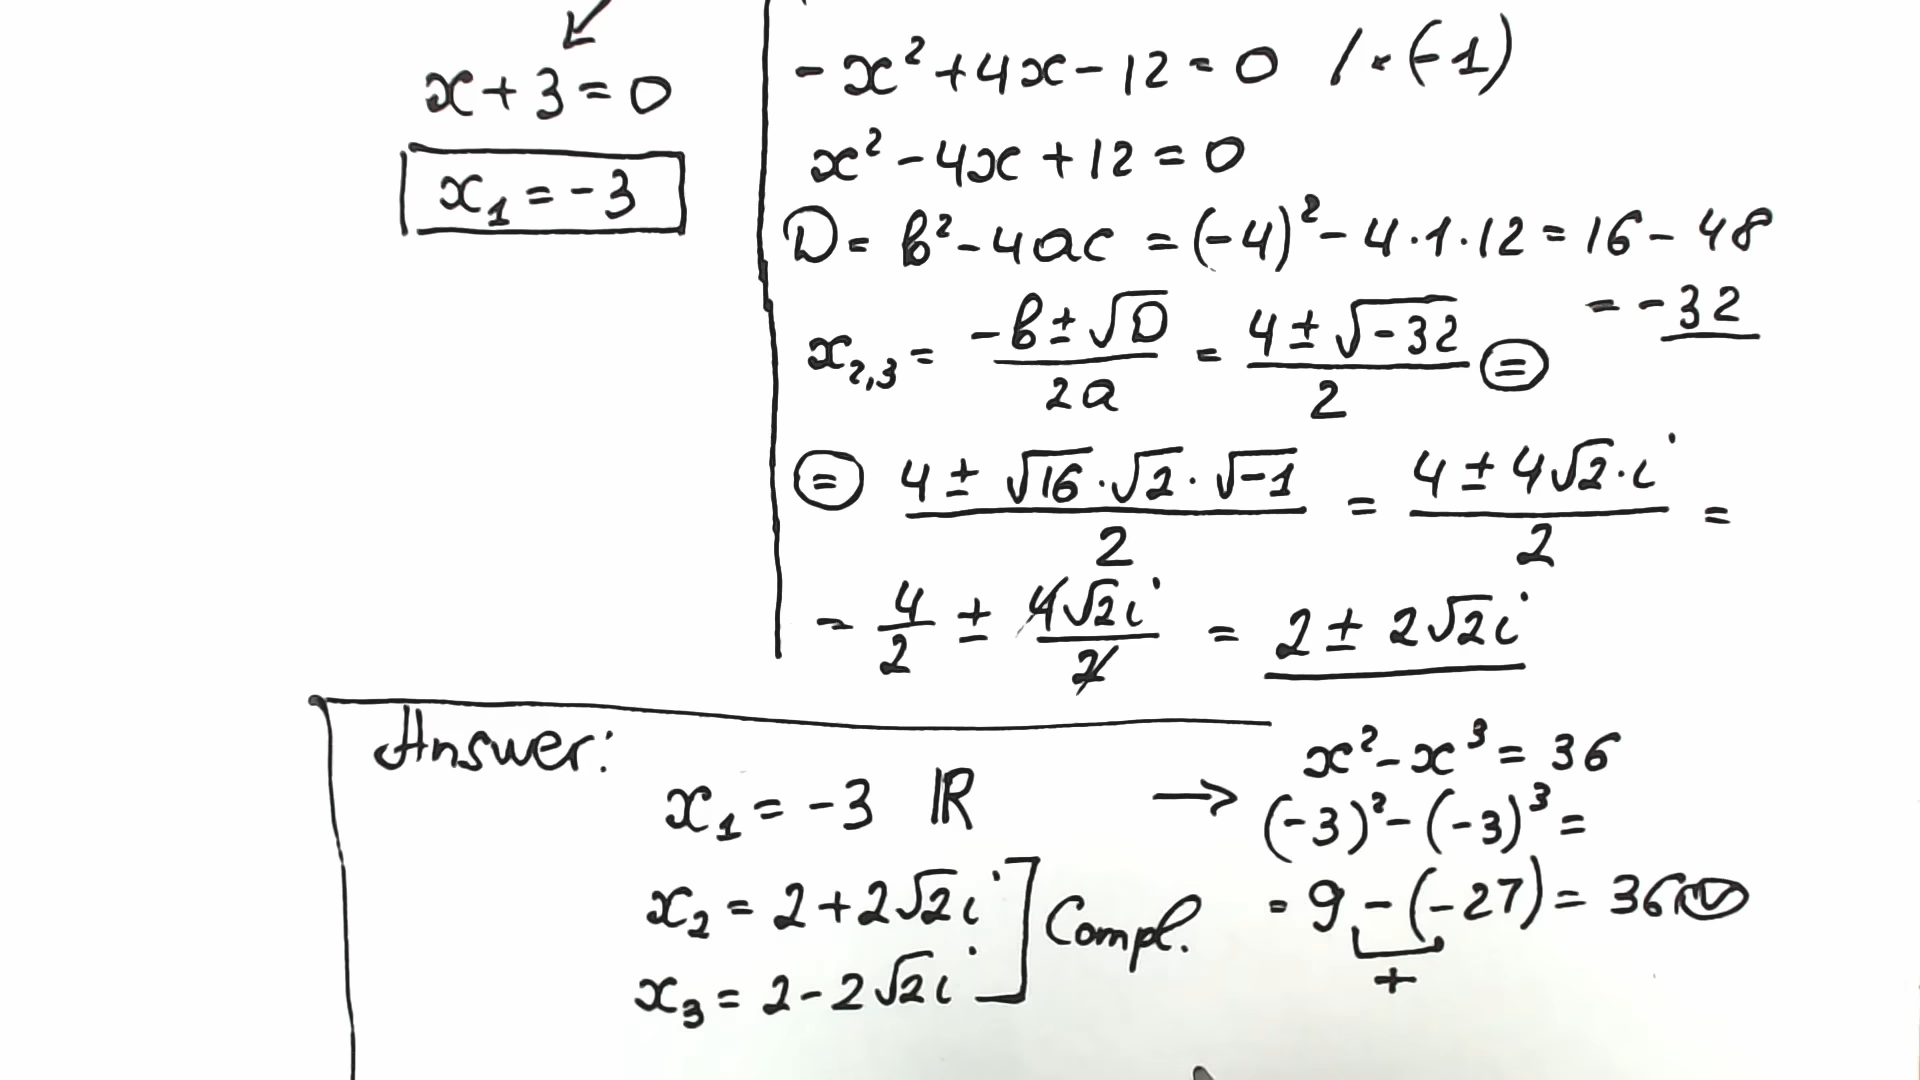 x + 3 = 0
x₁ = -3
-x² + 4x - 12 = 0 / · (-1)
x² - 4x + 12 = 0
D = b² - 4ac = (-4)² - 4·1·12 = 16 - 48
= -32
x₂,₃ = (-b ± √D)/(2a) = (4 ± √-32)/2 =
= (4 ± √16·√2·√-1)/2 = (4 ± 4√2·i)/2 =
= 4/2 ± 4√2i/2 = 2 ± 2√2i
Answer:
x₁ = -3 ℝ →
x₂ = 2 + 2√2i
x₃ = 2 - 2√2i
] Compl.
x² - x³ = 36
(-3)² - (-3)³ =
= 9 - (-27) = 36
+